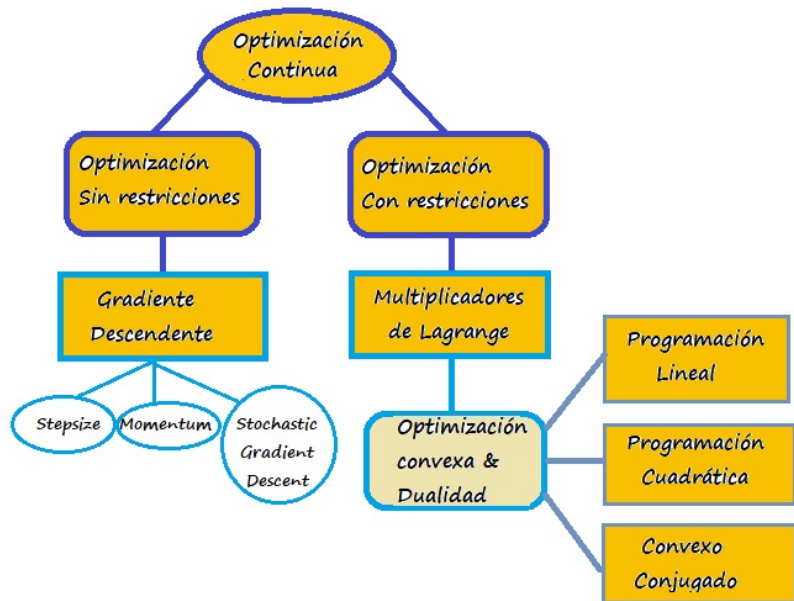 Optimización
Continua
Optimización
Sin restricciones
Optimización
Con restricciones
Gradiente
Descendente
Multiplicadores
de Lagrange
Stepsize
Momentum
Stochastic
Gradient
Descent
Optimización
convexa &
Dualidad
Programación
Lineal
Programación
Cuadrática
Convexo
Conjugado